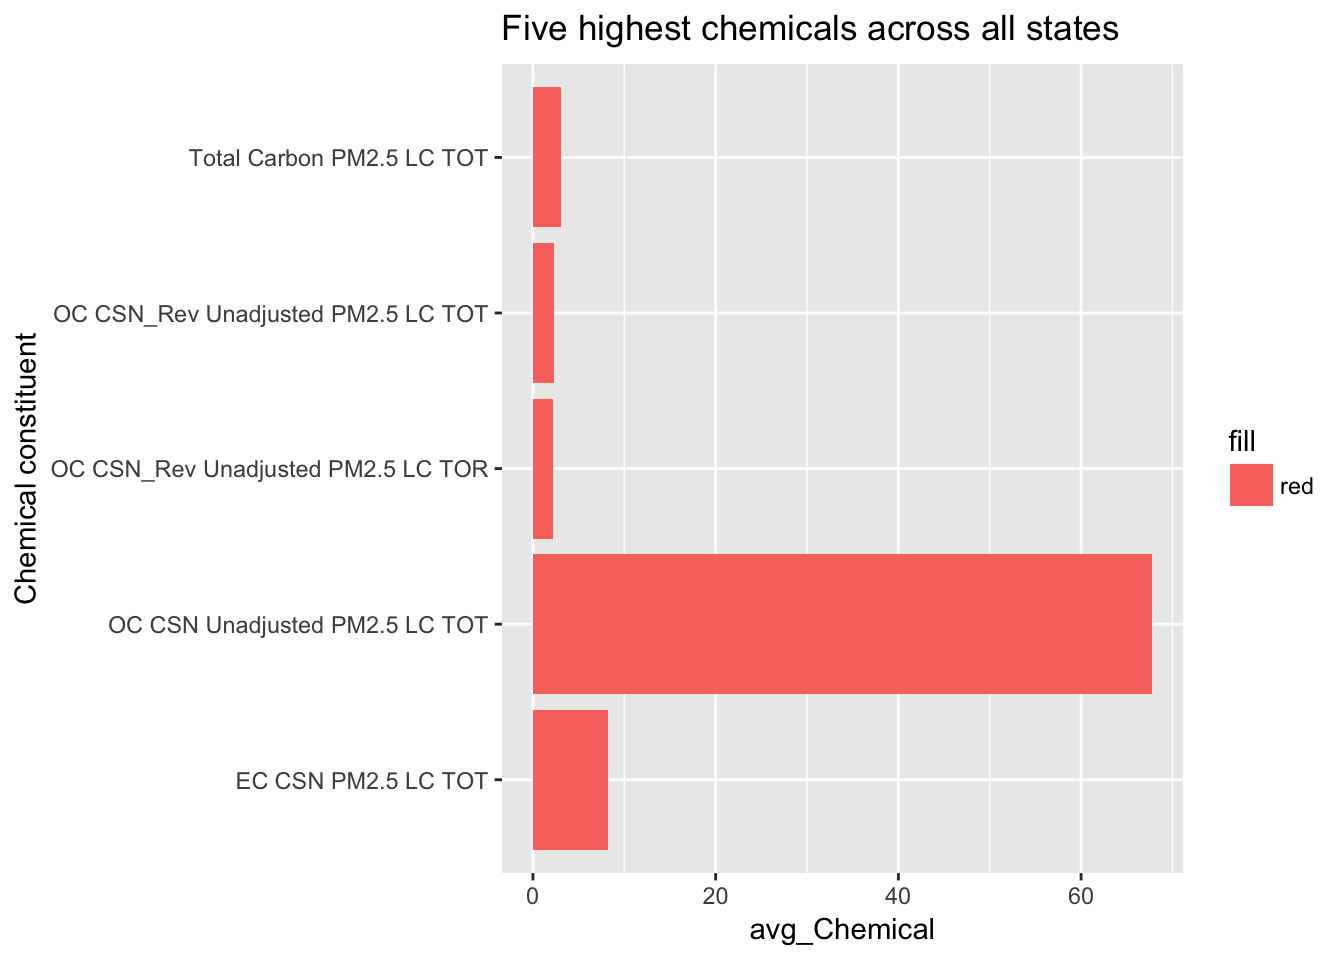 Five highest chemicals across all states
Chemical constituent
Total Carbon PM2.5 LC TOT
OC CSN_Rev Unadjusted PM2.5 LC TOT
OC CSN_Rev Unadjusted PM2.5 LC TOR
OC CSN Unadjusted PM2.5 LC TOT
EC CSN PM2.5 LC TOT
0 20 40 60
avg_Chemical
fill
red